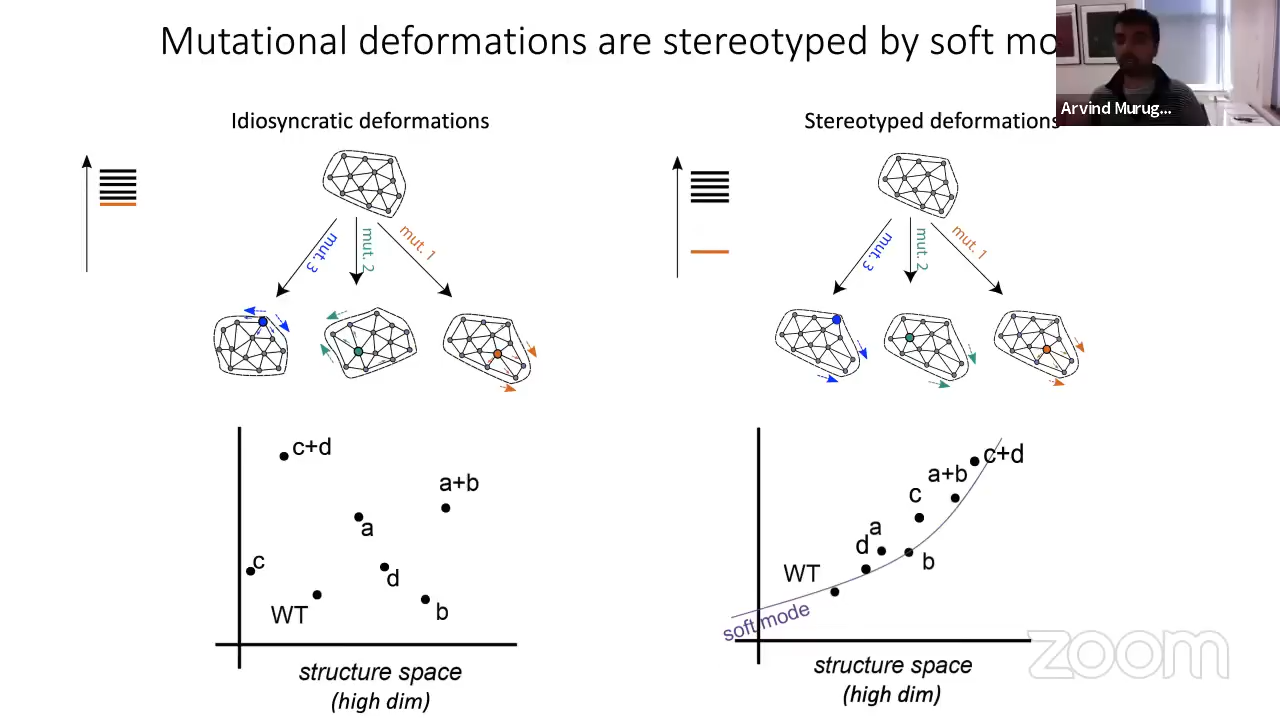 Mutational deformations are stereotyped by soft mo
Arvind Murug...
Idiosyncratic deformations
mut. 3
mut. 2
mut. 1
c+d
a+b
a
c
d
WT
b
structure space
(high dim)
Stereotyped deformations
mut. 3
mut. 2
mut. 1
c+d
a+b
c
a
d
b
WT
soft mode
structure space
(high dim)
zoom